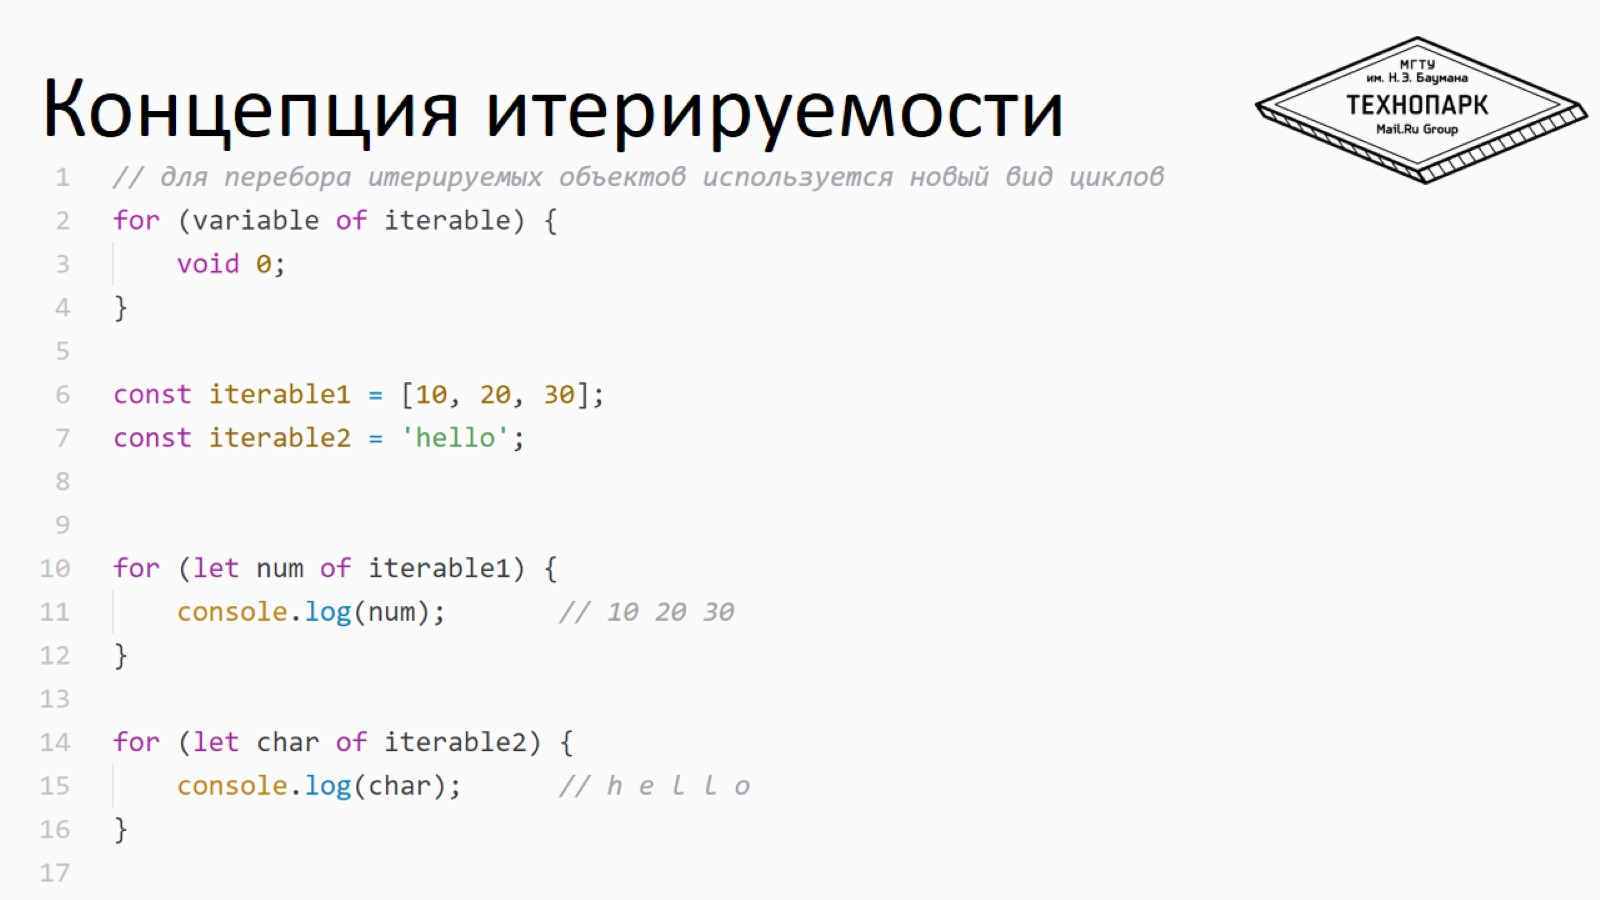 Концепция итерируемости
МГТУ
им. Н.Э. Баумана
ТЕХНОПАРК
Mail.Ru Group
1 // для перебора итерируемых объектов используется новый вид циклов
2 for (variable of iterable) {
3     void 0;
4 }
5
6 const iterable1 = [10, 20, 30];
7 const iterable2 = 'hello';
8
9
10 for (let num of iterable1) {
11     console.log(num);       // 10 20 30
12 }
13
14 for (let char of iterable2) {
15     console.log(char);      // h e l l o
16 }
17